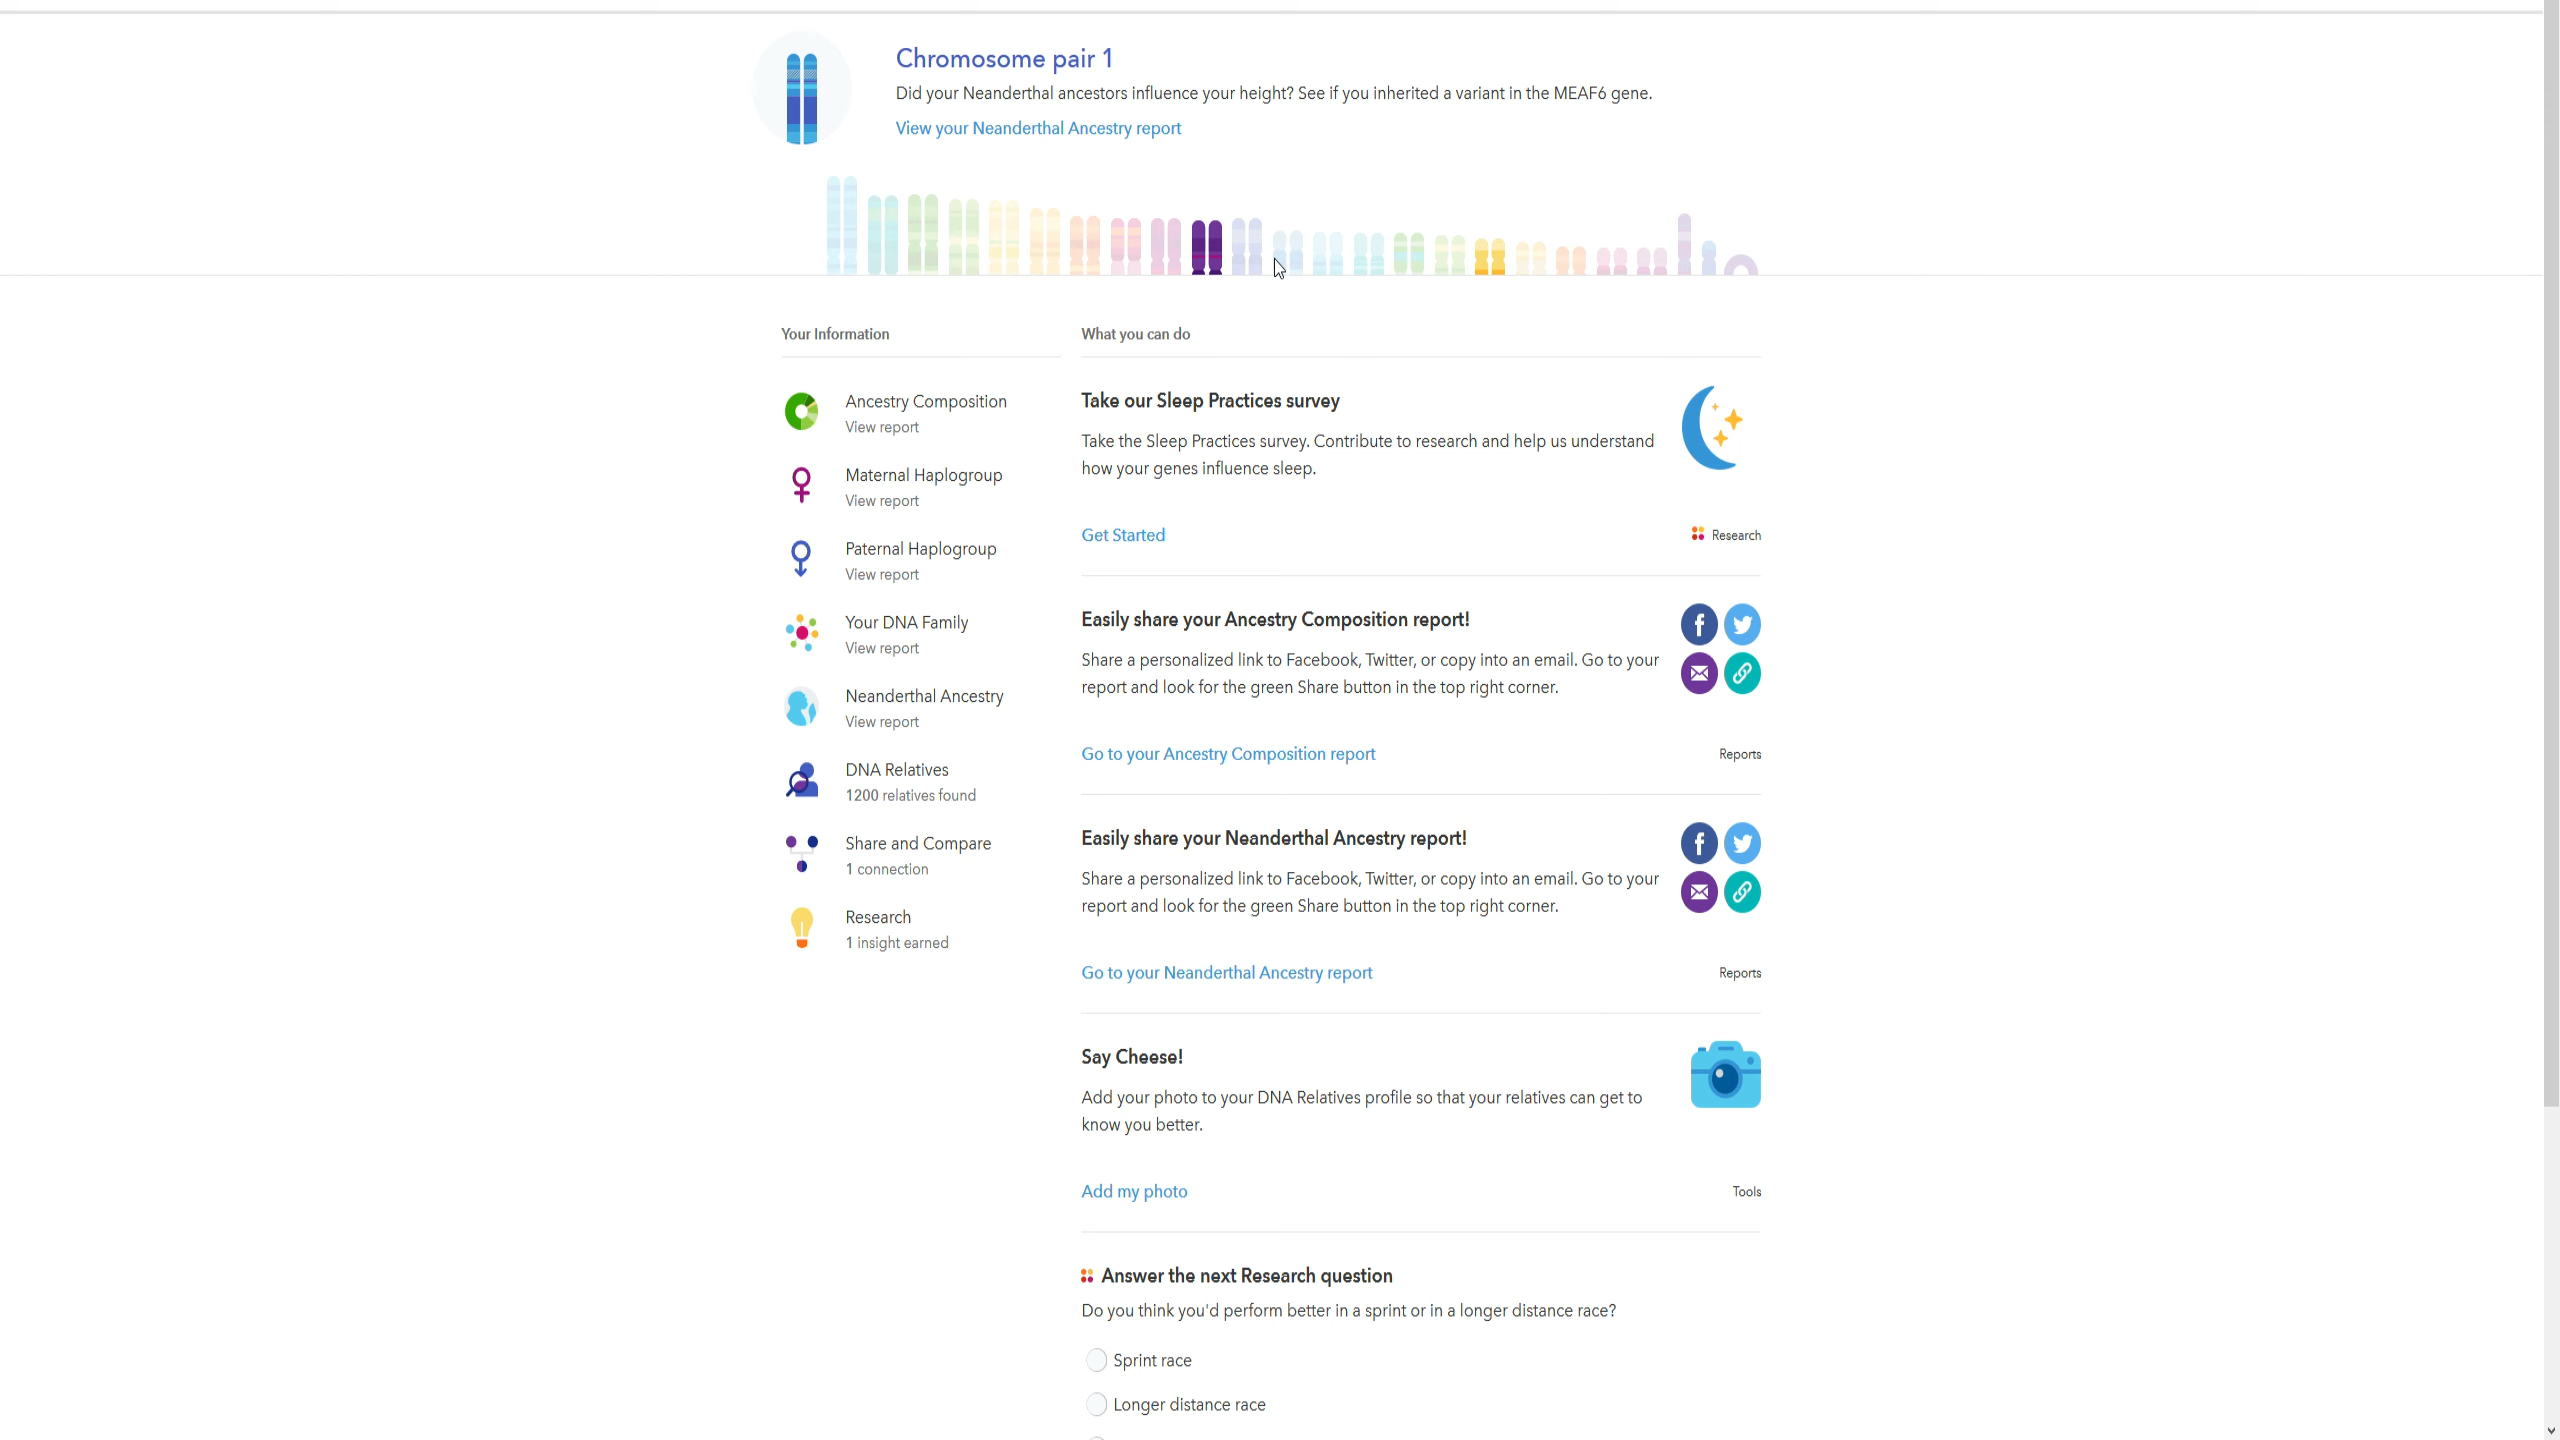 Chromosome pair 1
Did your Neanderthal ancestors influence your height? See if you inherited a variant in the MEAF6 gene.
View your Neanderthal Ancestry report
Your Information
Ancestry Composition
View report
Maternal Haplogroup
View report
Paternal Haplogroup
View report
Your DNA Family
View report
Neanderthal Ancestry
View report
DNA Relatives
1200 relatives found
Share and Compare
1 connection
Research
1 insight earned
What you can do
Take our Sleep Practices survey
Take the Sleep Practices survey. Contribute to research and help us understand
how your genes influence sleep.
Get Started
Research
Easily share your Ancestry Composition report!
Share a personalized link to Facebook, Twitter, or copy into an email. Go to your
report and look for the green Share button in the top right corner.
Go to your Ancestry Composition report
Reports
Easily share your Neanderthal Ancestry report!
Share a personalized link to Facebook, Twitter, or copy into an email. Go to your
report and look for the green Share button in the top right corner.
Go to your Neanderthal Ancestry report
Reports
Say Cheese!
Add your photo to your DNA Relatives profile so that your relatives can get to
know you better.
Add my photo
Tools
Answer the next Research question
Do you think you'd perform better in a sprint or in a longer distance race?
Sprint race
Longer distance race